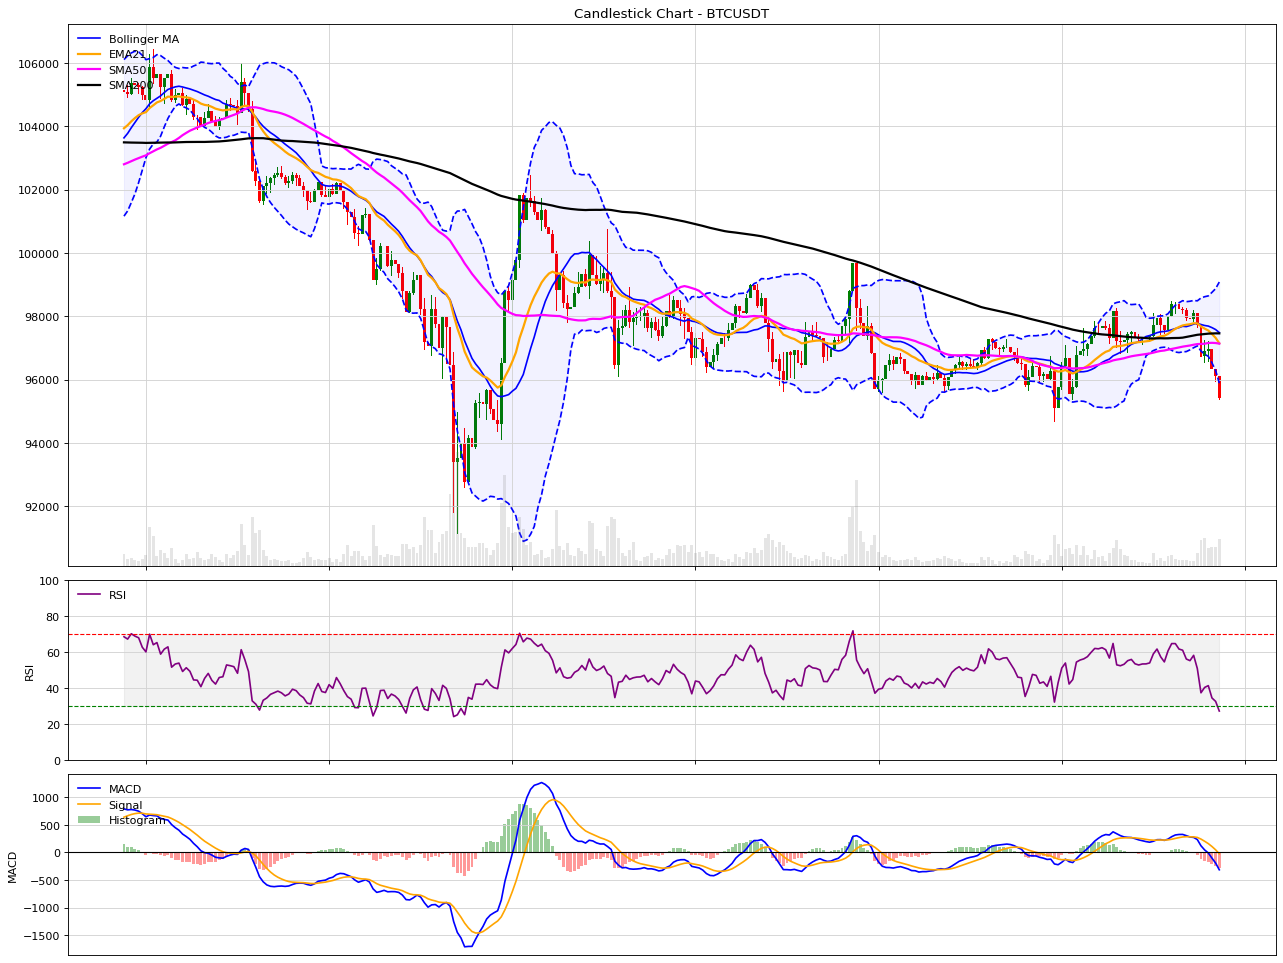 Candlestick Chart - BTCUSDT
Bollinger MA
EMA21
SMA50
SMA200
106000
104000
102000
100000
98000
96000
94000
92000
RSI
RSI
100
80
60
40
20
0
MACD
Signal
Histogram
MACD
1000
500
0
−500
−1000
−1500